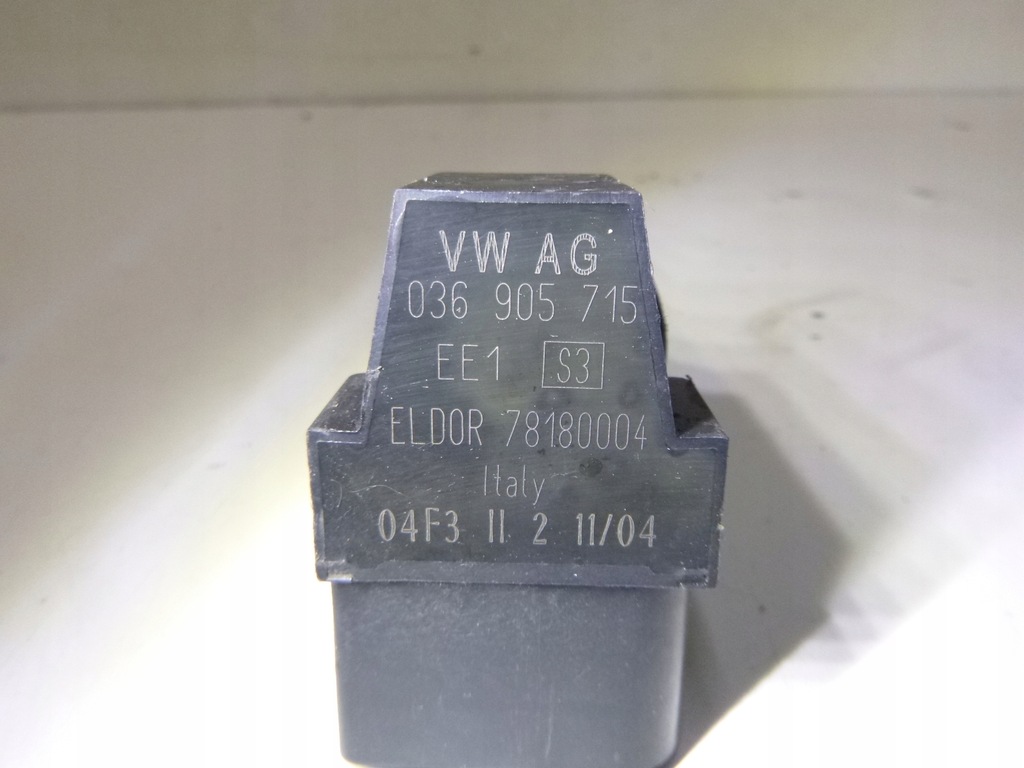 VW AG
036 905 715
EE1 S3
ELDOR 78180004
Italy
04F3 II 2 11/04